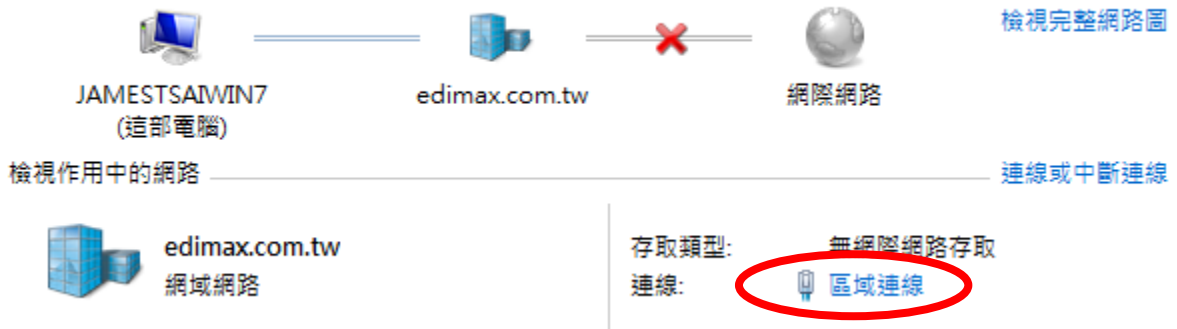 檢視完整網路圖
JAMESTSAIWIN7
(這部電腦)
edimax.com.tw
網際網路
檢視作用中的網路
連線或中斷連線
edimax.com.tw
網域網路
存取類型: 無網際網路存取
連線: 區域連線